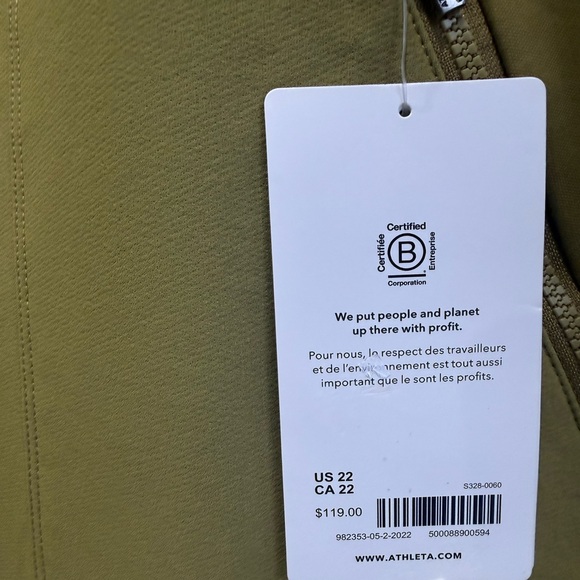 Certified
Certifiée
B
Entreprise
Corporation
We put people and planet
up there with profit.
Pour nous, le respect des travailleurs
et de l'environnement est tout aussi
important que le sont les profits.
US 22
CA 22
S328-0060
$119.00
982353-05-2-2022 500088900594
WWW.ATHLETA.COM